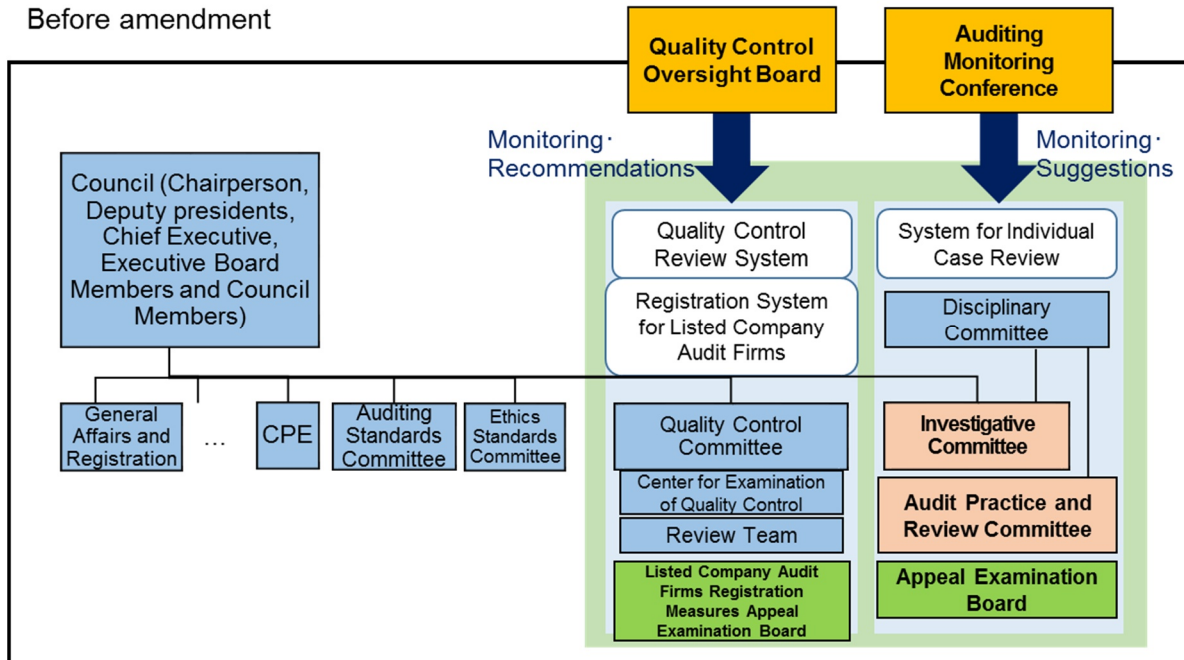 Before amendment
Quality Control
Oversight Board
Auditing
Monitoring
Conference
Monitoring·
Recommendations
Monitoring·
Suggestions
Council (Chairperson,
Deputy presidents,
Chief Executive,
Executive Board
Members and Council
Members)
Quality Control
Review System
Registration System
for Listed Company
Audit Firms
System for Individual
Case Review
Disciplinary
Committee
General
Affairs and
Registration
...
CPE
Auditing
Standards
Committee
Ethics
Standards
Committee
Quality Control
Committee
Center for Examination
of Quality Control
Review Team
Listed Company Audit
Firms Registration
Measures Appeal
Examination Board
Investigative
Committee
Audit Practice and
Review Committee
Appeal Examination
Board